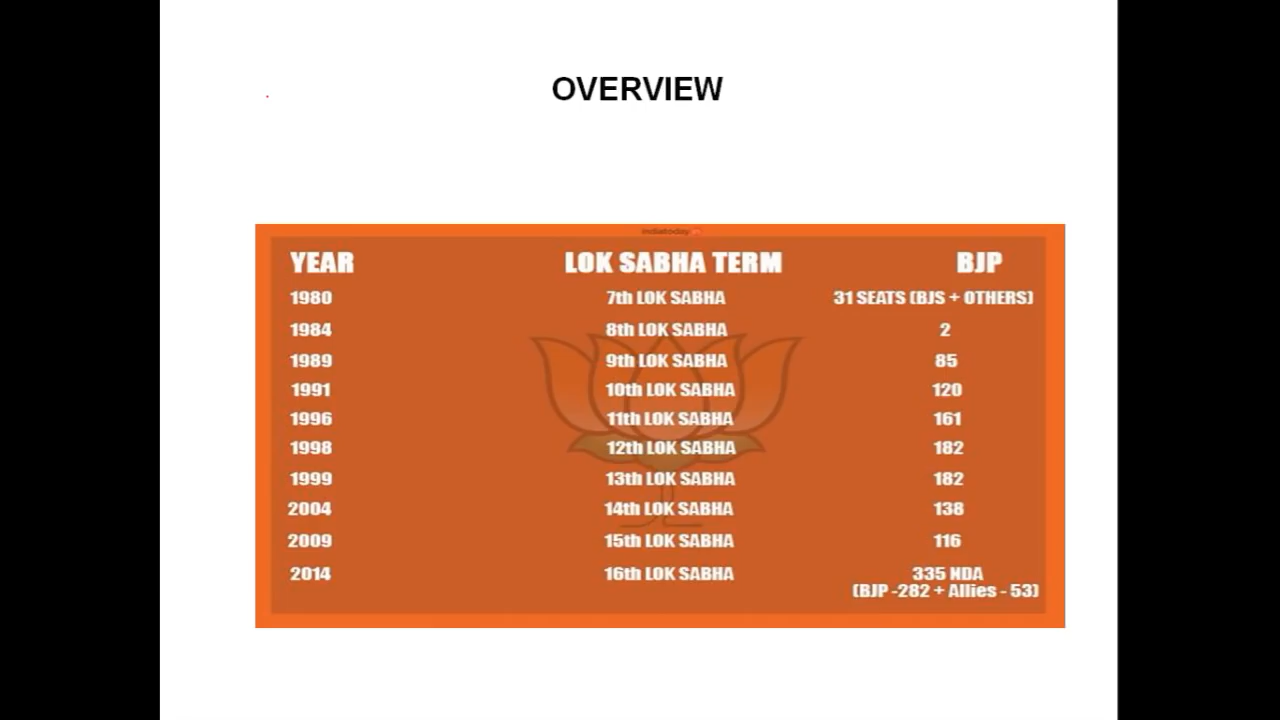 OVERVIEW
indiatoday.in
YEAR LOK SABHA TERM BJP
1980 7th LOK SABHA 31 SEATS (BJS + OTHERS)
1984 8th LOK SABHA 2
1989 9th LOK SABHA 85
1991 10th LOK SABHA 120
1996 11th LOK SABHA 161
1998 12th LOK SABHA 182
1999 13th LOK SABHA 182
2004 14th LOK SABHA 138
2009 15th LOK SABHA 116
2014 16th LOK SABHA 335 NDA
(BJP -282 + Allies - 53)